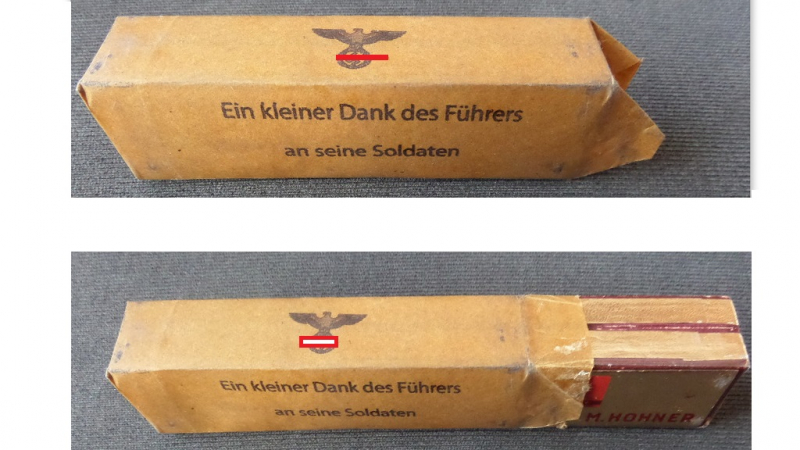 Ein kleiner Dank des Führers
an seine Soldaten
Ein kleiner Dank des Führers
an seine Soldaten
M. HOHNER